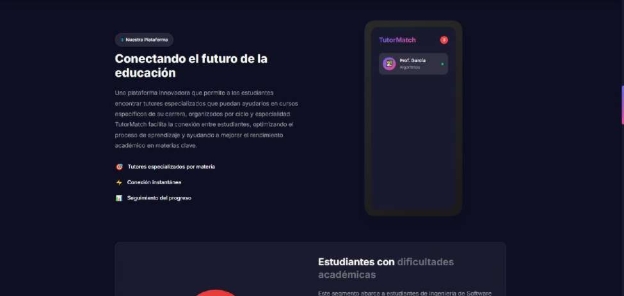 Nuestra Plataforma
Conectando el futuro de la
educación
Una plataforma innovadora que permite a los estudiantes
encontrar tutores especializados que puedan ayudarlos en cursos
específicos de su carrera, organizados por ciclo y especialidad.
TutorMatch facilita la conexión entre estudiantes, optimizando el
proceso de aprendizaje y ayudando a mejorar el rendimiento
académico en materias clave.
Tutores especializados por materia
Conexión instantánea
Seguimiento del progreso
TutorMatch
Prof. García
Estudiantes con dificultades
académicas
Este segmento abarca a estudiantes de Ingeniería de Software